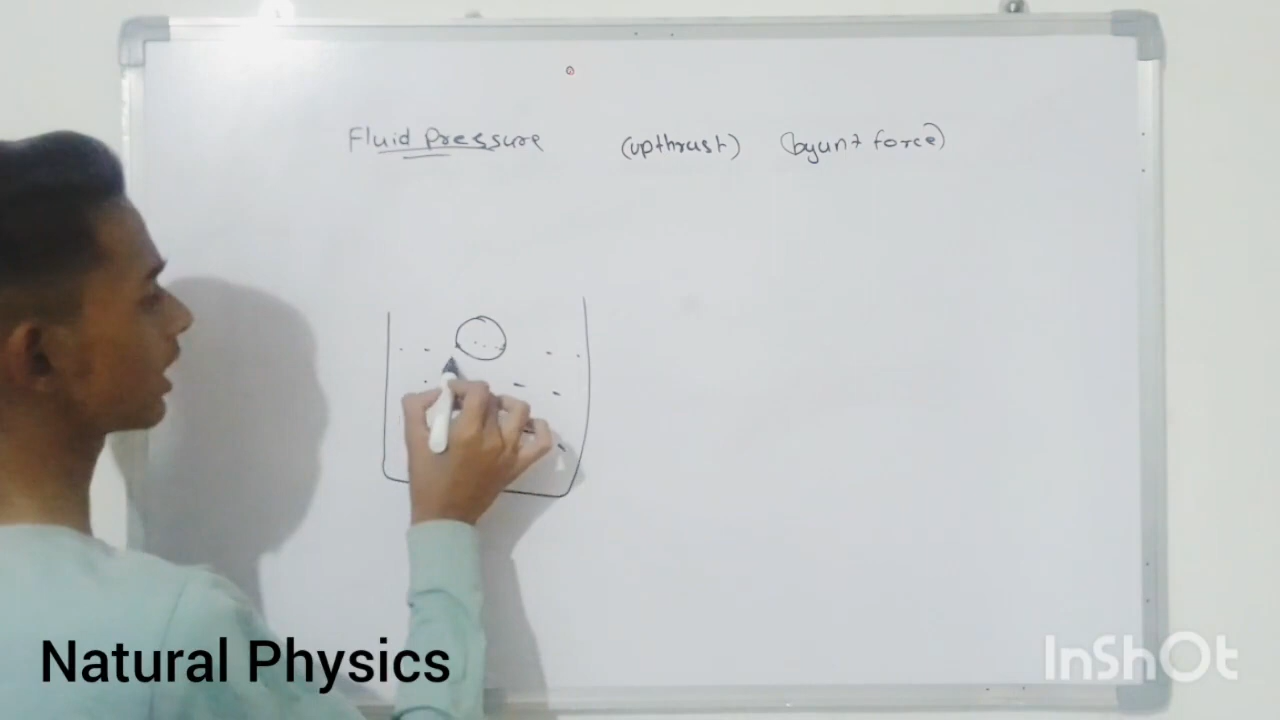 Fluid pressure (upthrust) (byunt force)
Natural Physics
InShOt